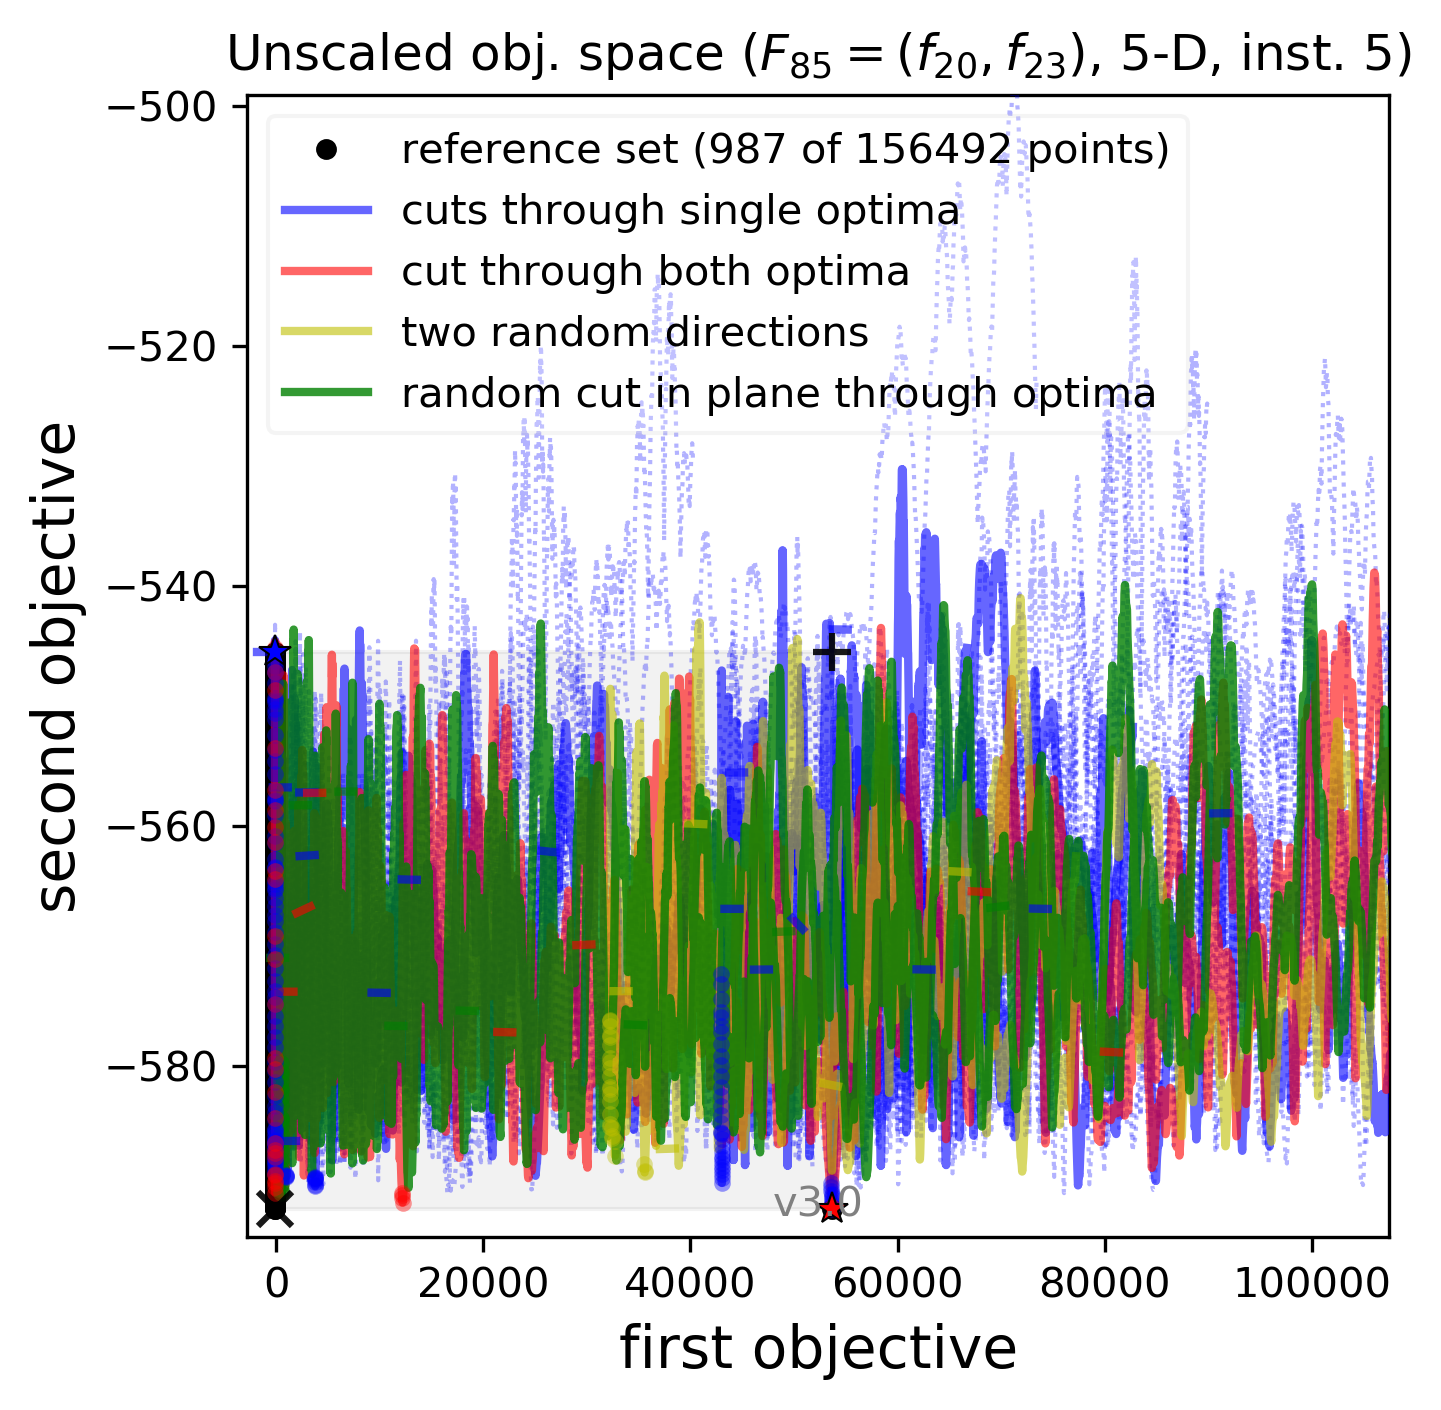 Unscaled obj. space (F85 = (f20, f23), 5-D, inst. 5)
−500
reference set (987 of 156492 points)
cuts through single optima
cut through both optima
−520
two random directions
random cut in plane through optima
−540
second objective
−560
−580
v3.0
0 20000 40000 60000 80000 100000
first objective